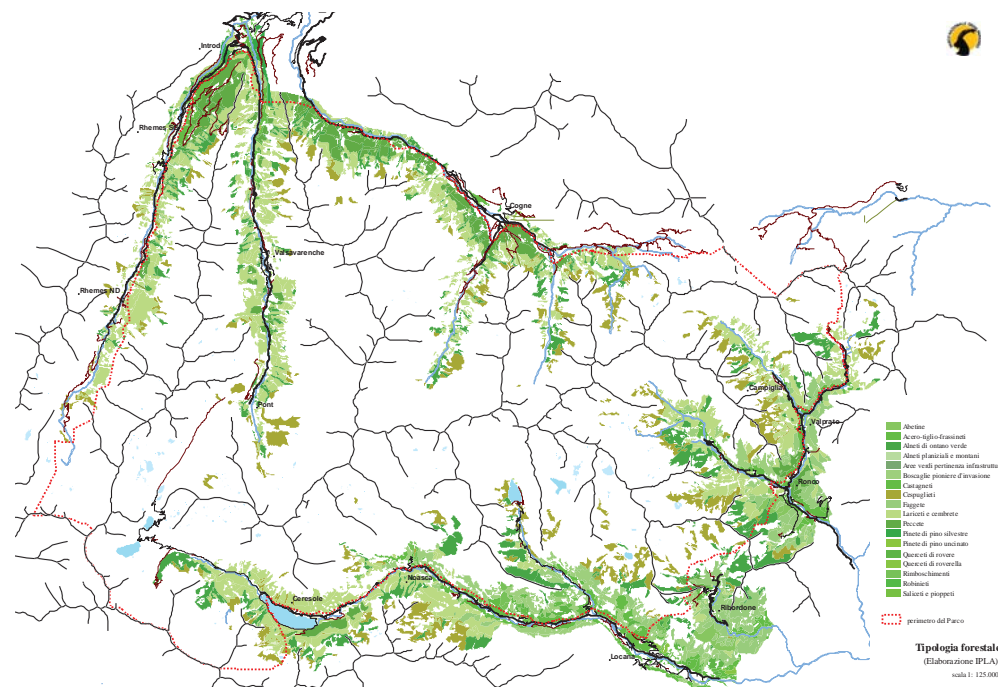 Introd
Rhemes
Cogne
Valsavarenche
Rhemes ND
Campiglia
Pont
Valprato
Abetine
Acero-tiglio-frassineti
Alneti di ontano verde
Alneti planiziali e montani
Aree verdi pertinenza infrastruttu
Boscaglie pioniere d'invasione
Castagneti
Cespuglieti
Faggete
Lariceti e cembrete
Peccete
Pinete di pino silvestre
Pinete di pino uncinato
Querceti di rovere
Querceti di roverella
Rimboschimenti
Robinieti
Saliceti e pioppeti
Ronco
Noasca
Ceresole
Ribordone
perimetro del Parco
Locana
Tipologia forestale
(Elaborazione IPLA)
scala 1: 125.000